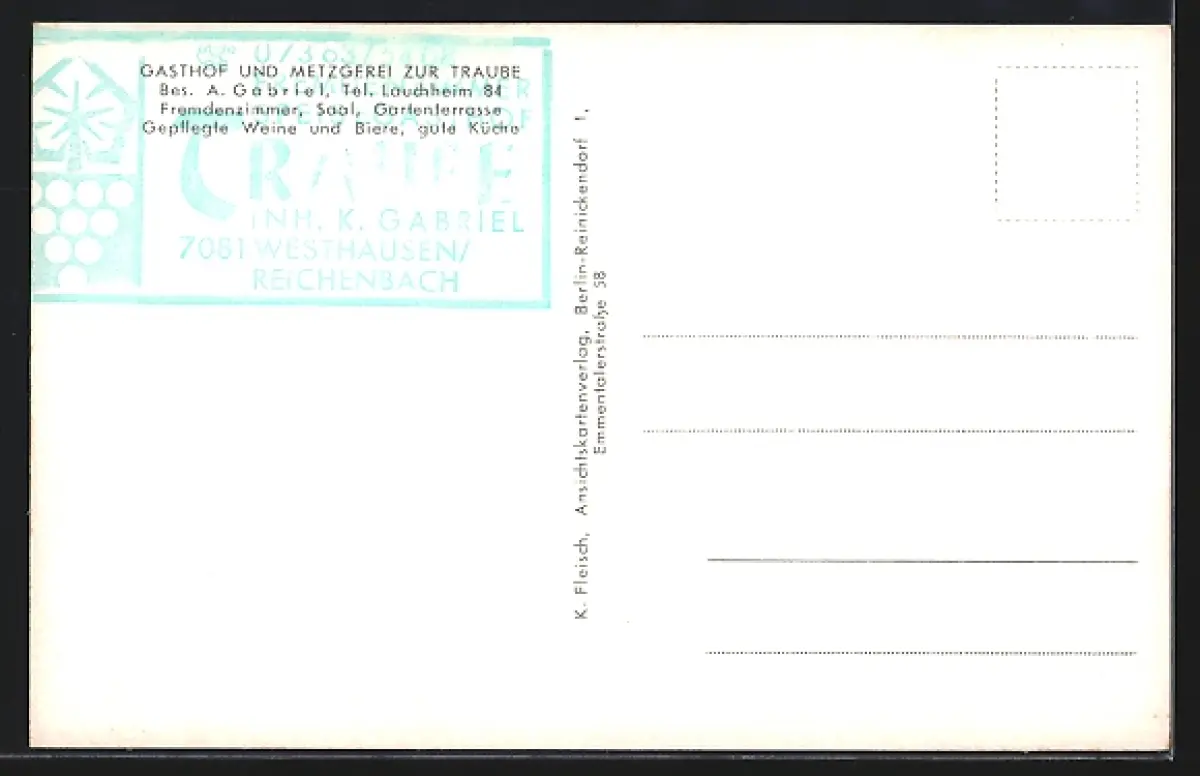 GASTHOF UND METZGEREI ZUR TRAUBE
Bes. A. Gabriel, Tel. Lauchheim 84
Fremdenzimmer, Saal, Gartenterrasse
Gepflegte Weine und Biere, gute Küche
TRAUBE
INH. K. GABRIEL
7081 WESTHAUSEN/
REICHENBACH
K. Fleisch, Ansichtskartenverlag, Berlin-Reinickendorf 1,
Emmentalerstraße 58